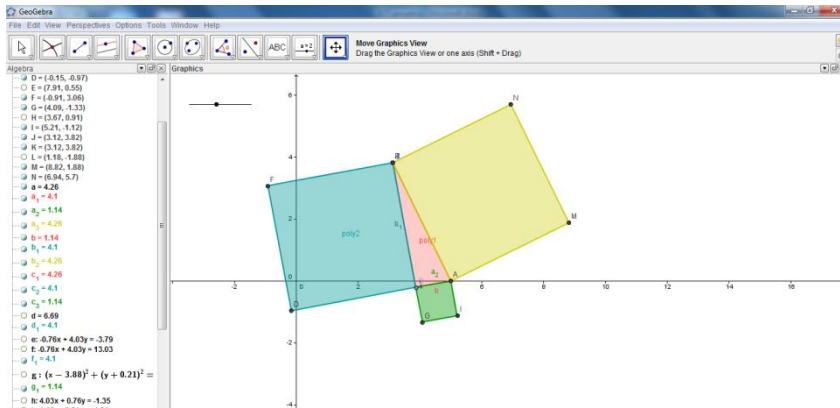 GeoGebra
File Edit View Perspectives Options Tools Window Help
ABC
a=2
Move Graphics View
Drag the Graphics View or one axis (Shift + Drag)
Algebra
Graphics
D = (-0.15, -0.97)
E = (7.91, 0.55)
F = (-0.91, 3.06)
G = (4.09, -1.33)
H = (3.67, 0.91)
I = (5.21, -1.12)
J = (3.12, 3.82)
K = (3.12, 3.82)
L = (1.18, -1.88)
M = (8.82, 1.88)
N = (6.94, 5.7)
a = 4.26
a₁ = 4.1
a₂ = 1.14
a₃ = 4.26
b = 1.14
b₁ = 4.1
b₂ = 4.26
c₁ = 4.26
c₂ = 4.1
c₃ = 1.14
d = 6.69
d₁ = 4.1
e: -0.76x + 4.03y = -3.79
f: -0.76x + 4.03y = 13.03
f₁ = 4.1
g : (x − 3.88)² + (y + 0.21)² =
g₁ = 1.14
h: 4.03x + 0.76y = -1.35
6
N
F
4
2
M
poly2
a₁
poly1
a₂
A
b
-2
0
2
4
6
8
10
12
14
16
D
G
I
-2
-4